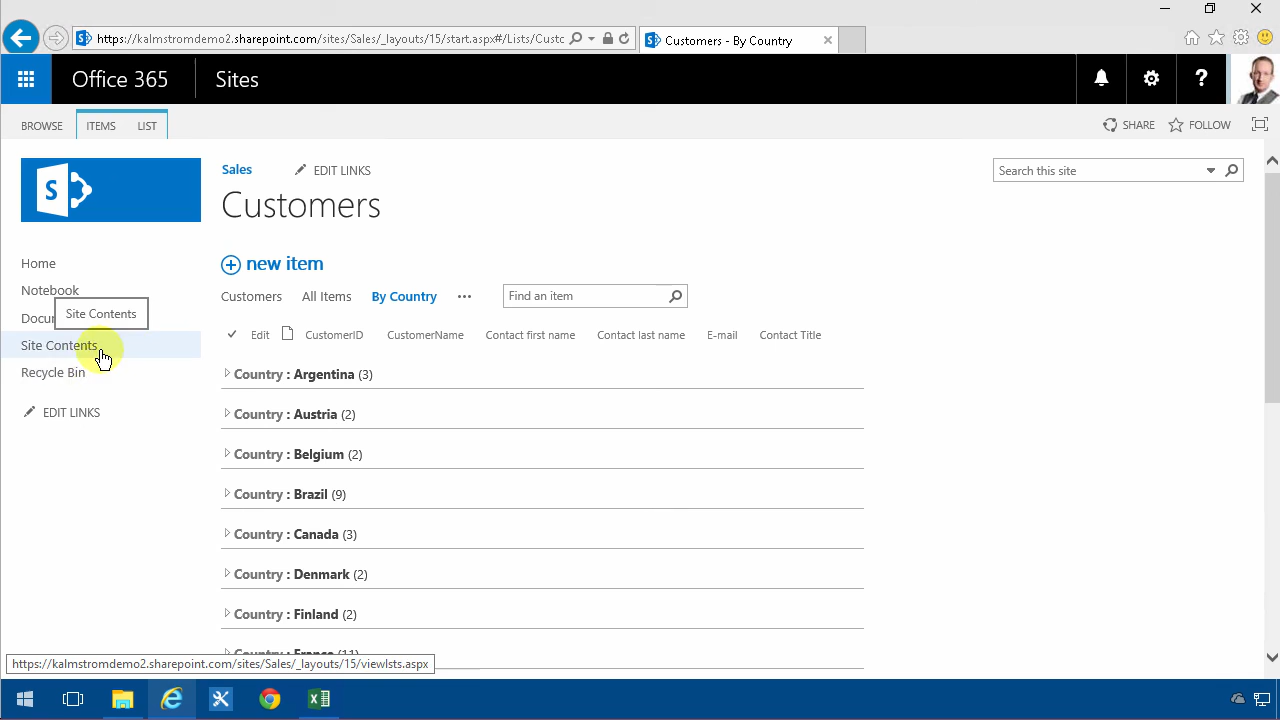 https://kalmstromdemo2.sharepoint.com/sites/Sales/_layouts/15/start.aspx#/Lists/Custc
Customers - By Country
Office 365
Sites
?
BROWSE
ITEMS
LIST
SHARE
FOLLOW
S
Sales
EDIT LINKS
Search this site
Customers
Home
Notebook
Docu
Site Contents
Site Contents
Recycle Bin
EDIT LINKS
new item
Customers
All Items
By Country
...
Find an item
Edit
CustomerID
CustomerName
Contact first name
Contact last name
E-mail
Contact Title
Country : Argentina (3)
Country : Austria (2)
Country : Belgium (2)
Country : Brazil (9)
Country : Canada (3)
Country : Denmark (2)
Country : Finland (2)
Country : France (11)
https://kalmstromdemo2.sharepoint.com/sites/Sales/_layouts/15/viewlsts.aspx